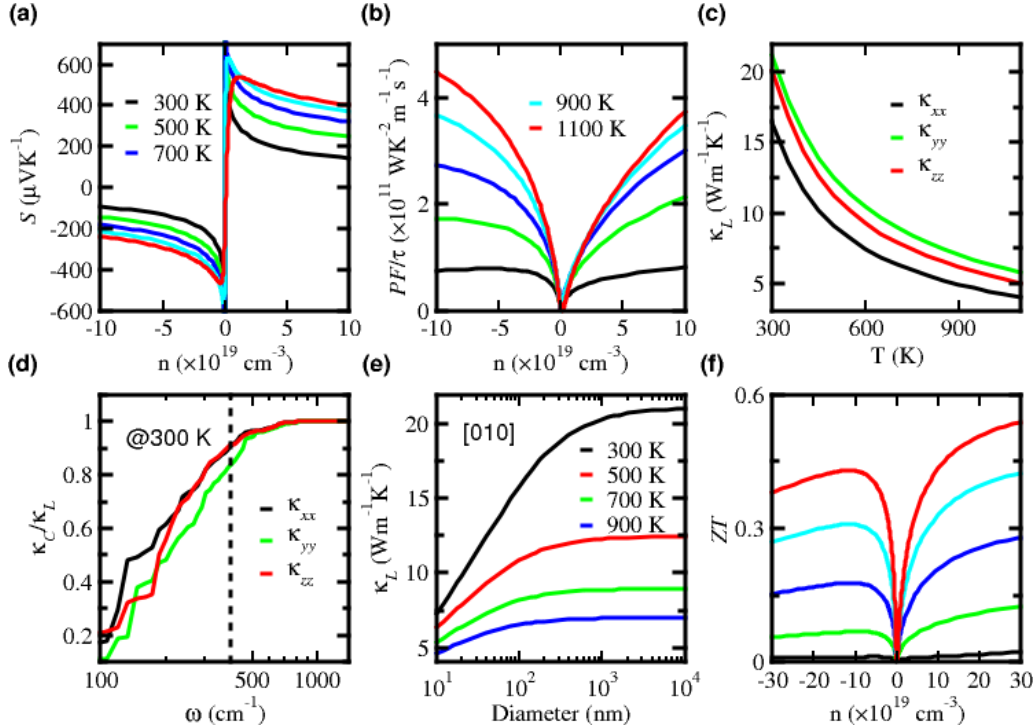 (a)
600
400
200
0
-200
-400
-600
S (μVK⁻¹)
300 K
500 K
700 K
-10 -5 0 5 10
n (×10¹⁹ cm⁻³)
(b)
4
2
0
PF/τ (×10¹¹ WK⁻² m⁻¹ s⁻¹)
900 K
1100 K
-10 -5 0 5 10
n (×10¹⁹ cm⁻³)
(c)
20
15
10
5
κL (Wm⁻¹K⁻¹)
κxx
κyy
κzz
300 600 900
T (K)
(d)
1
0.8
0.6
0.4
0.2
κc/κL
@300 K
κxx
κyy
κzz
100 500 1000
ω (cm⁻¹)
(e)
20
15
10
5
κL (Wm⁻¹K⁻¹)
[010]
300 K
500 K
700 K
900 K
10¹ 10² 10³ 10⁴
Diameter (nm)
(f)
0.6
0.3
0
ZT
-30 -20 -10 0 10 20 30
n (×10¹⁹ cm⁻³)